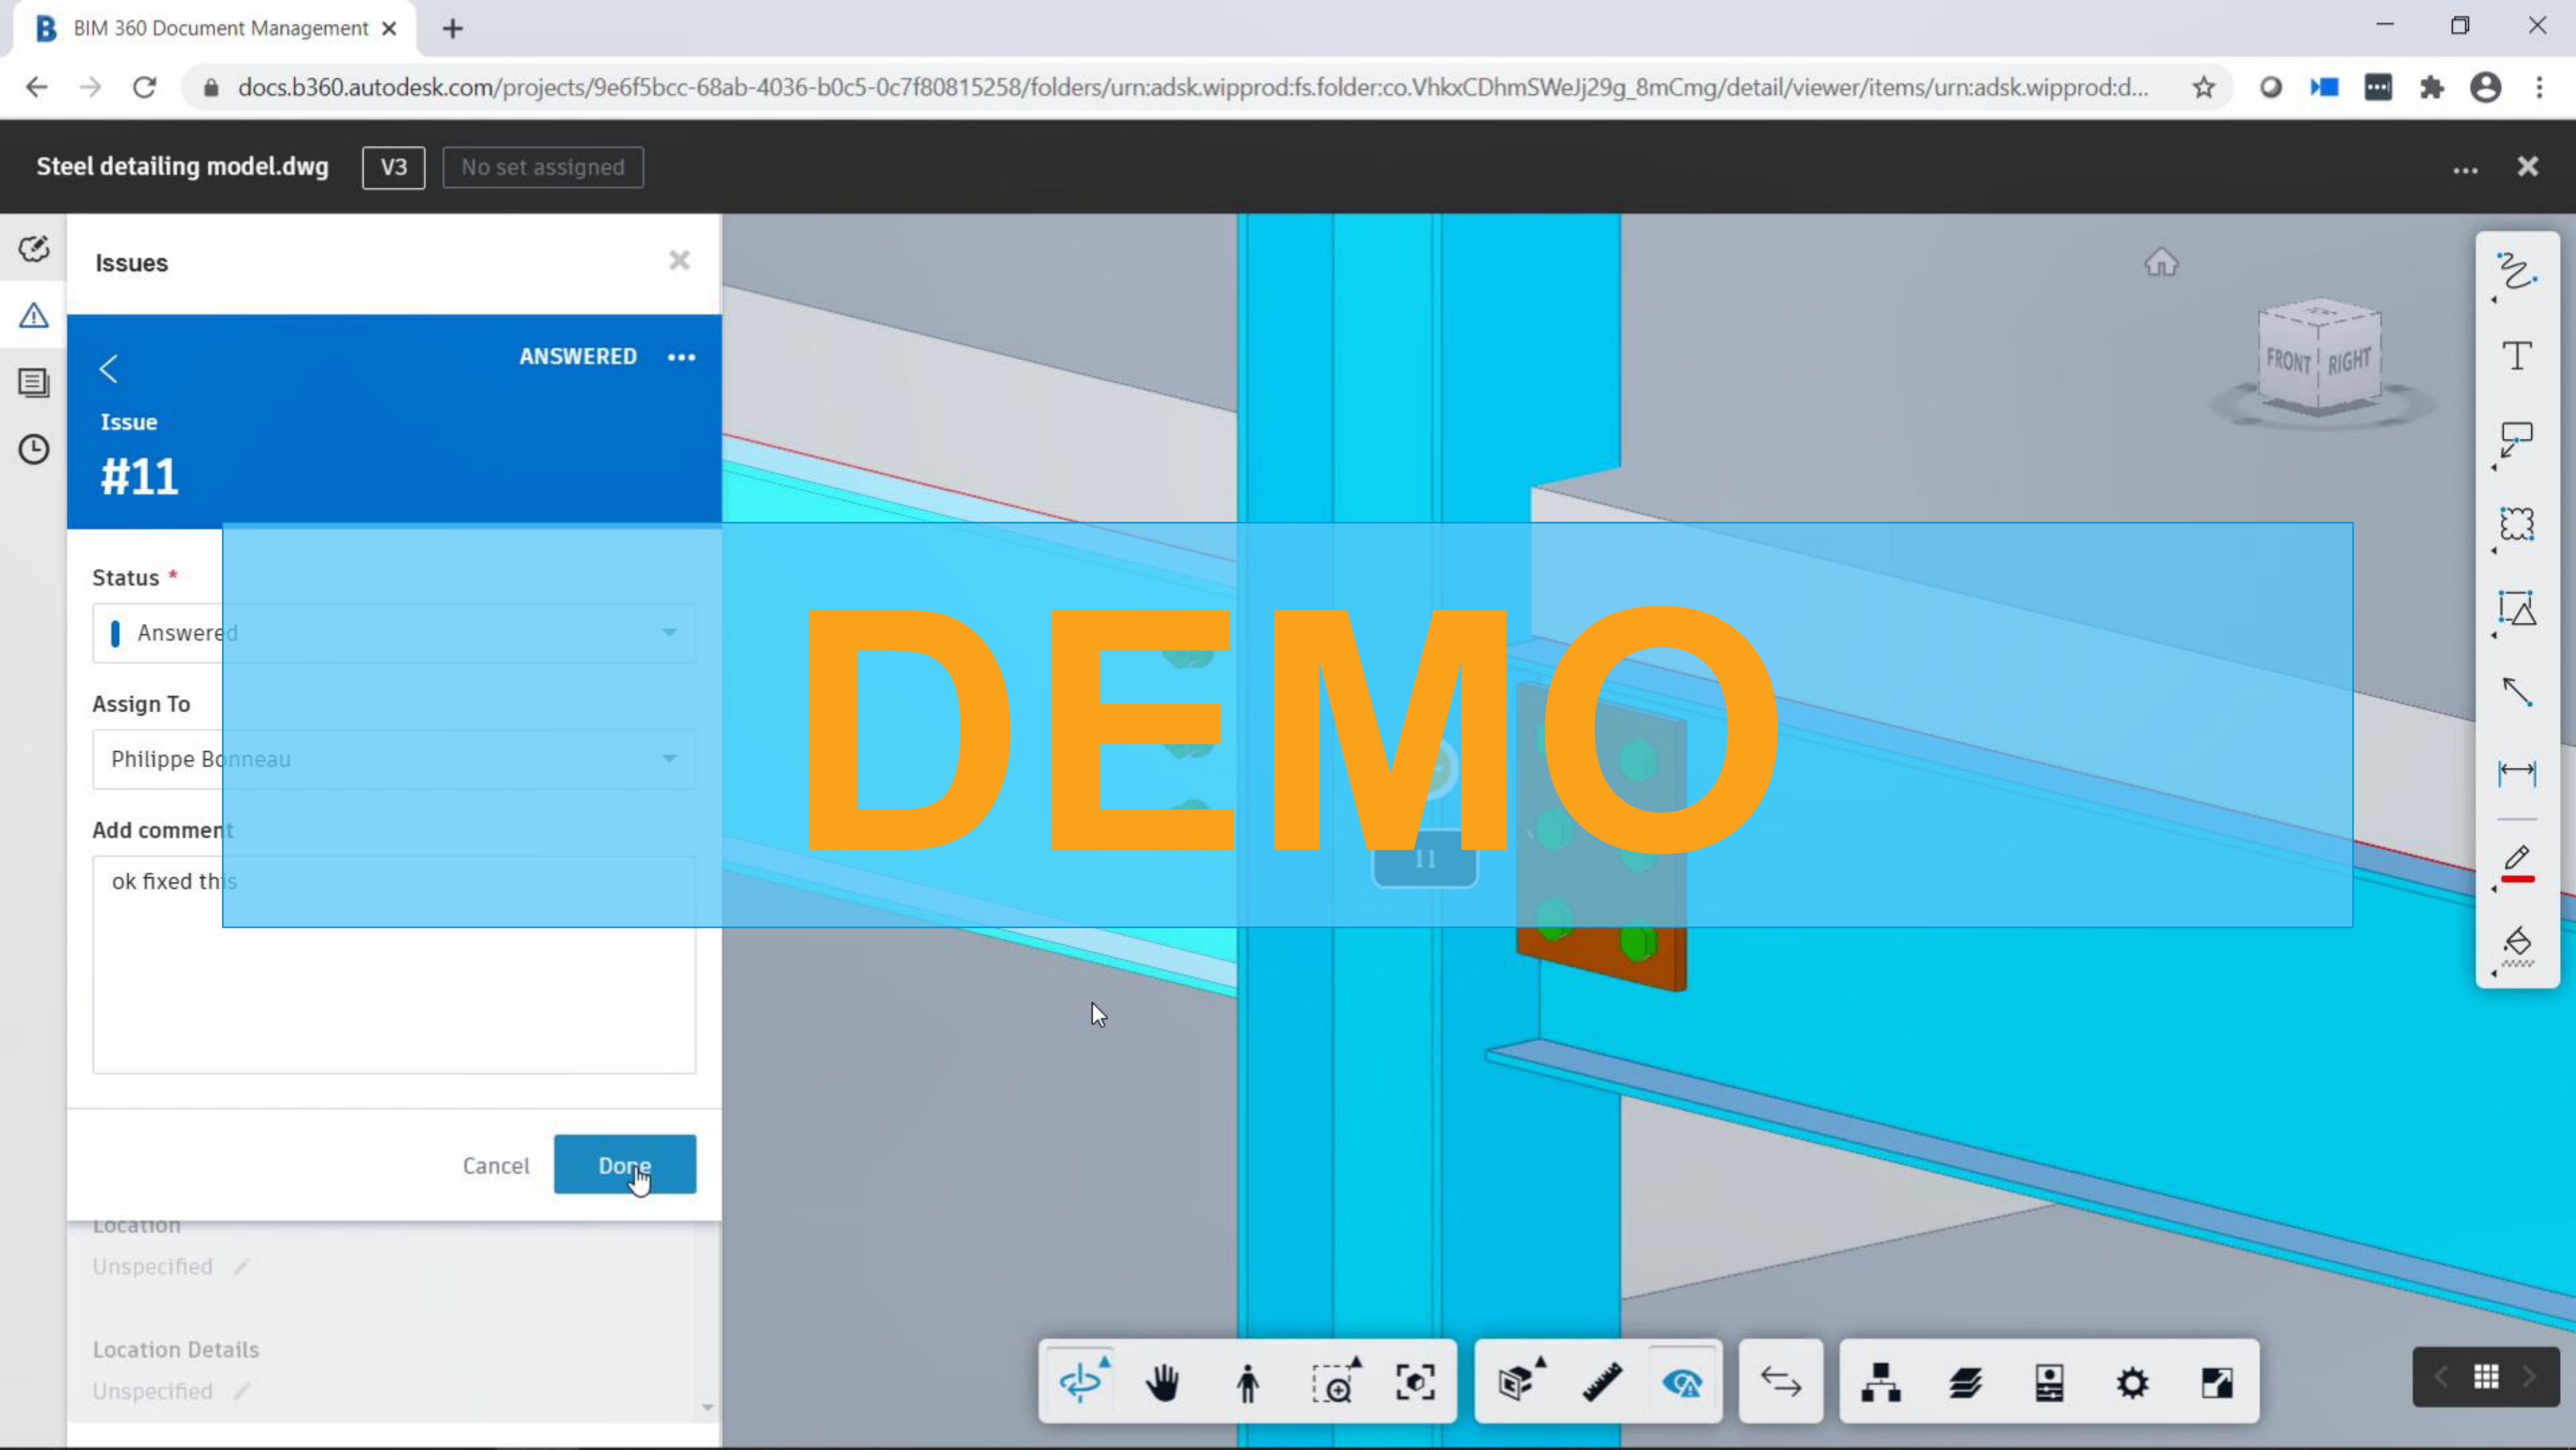 BIM 360 Document Management
docs.b360.autodesk.com/projects/9e6f5bcc-68ab-4036-b0c5-0c7f80815258/folders/urn:adsk.wipprod:fs.folder:co.VhkxCDhmSWeJj29g_8mCmg/detail/viewer/items/urn:adsk.wipprod:d...
Steel detailing model.dwg V3 No set assigned
Issues
ANSWERED
Issue
#11
Status *
Answered
Assign To
Philippe Bonneau
Add comment
ok fixed this
Cancel Done
Location
Unspecified
Location Details
Unspecified
DEMO
11
FRONT RIGHT
T